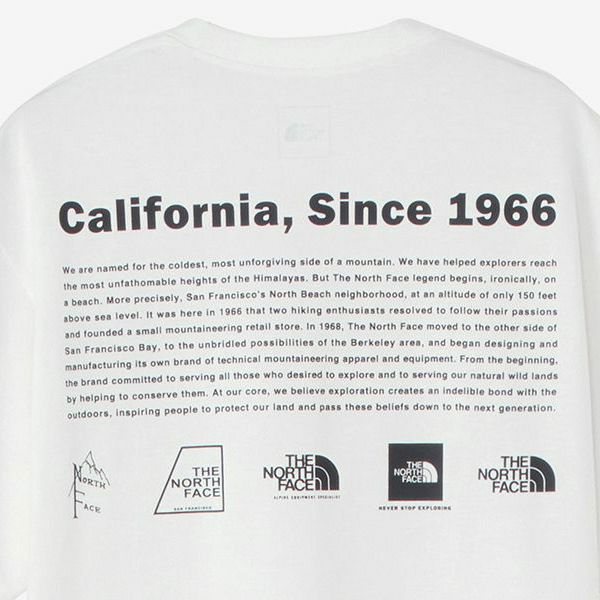 THE
NORTH
FACE
California, Since 1966
We are named for the coldest, most unforgiving side of a mountain. We have helped explorers reach
the most unfathomable heights of the Himalayas. But The North Face legend begins, ironically, on
a beach. More precisely, San Francisco's North Beach neighborhood, at an altitude of only 150 feet
above sea level. It was here in 1966 that two hiking enthusiasts resolved to follow their passions
and founded a small mountaineering retail store. In 1968, The North Face moved to the other side of
San Francisco Bay, to the unbridled possibilities of the Berkeley area, and began designing and
manufacturing its own brand of technical mountaineering apparel and equipment. From the beginning,
the brand committed to serving all those who desired to explore and to serving our natural wild lands
by helping to conserve them. At our core, we believe exploration creates an indelible bond with the
outdoors, inspiring people to protect our land and pass these beliefs down to the next generation.
North
Face
THE
NORTH
FACE
SAN FRANCISCO
THE
NORTH
FACE
ALPINE EQUIPMENT SPECIALIST
THE
NORTH
FACE
NEVER STOP EXPLORING
THE
NORTH
FACE